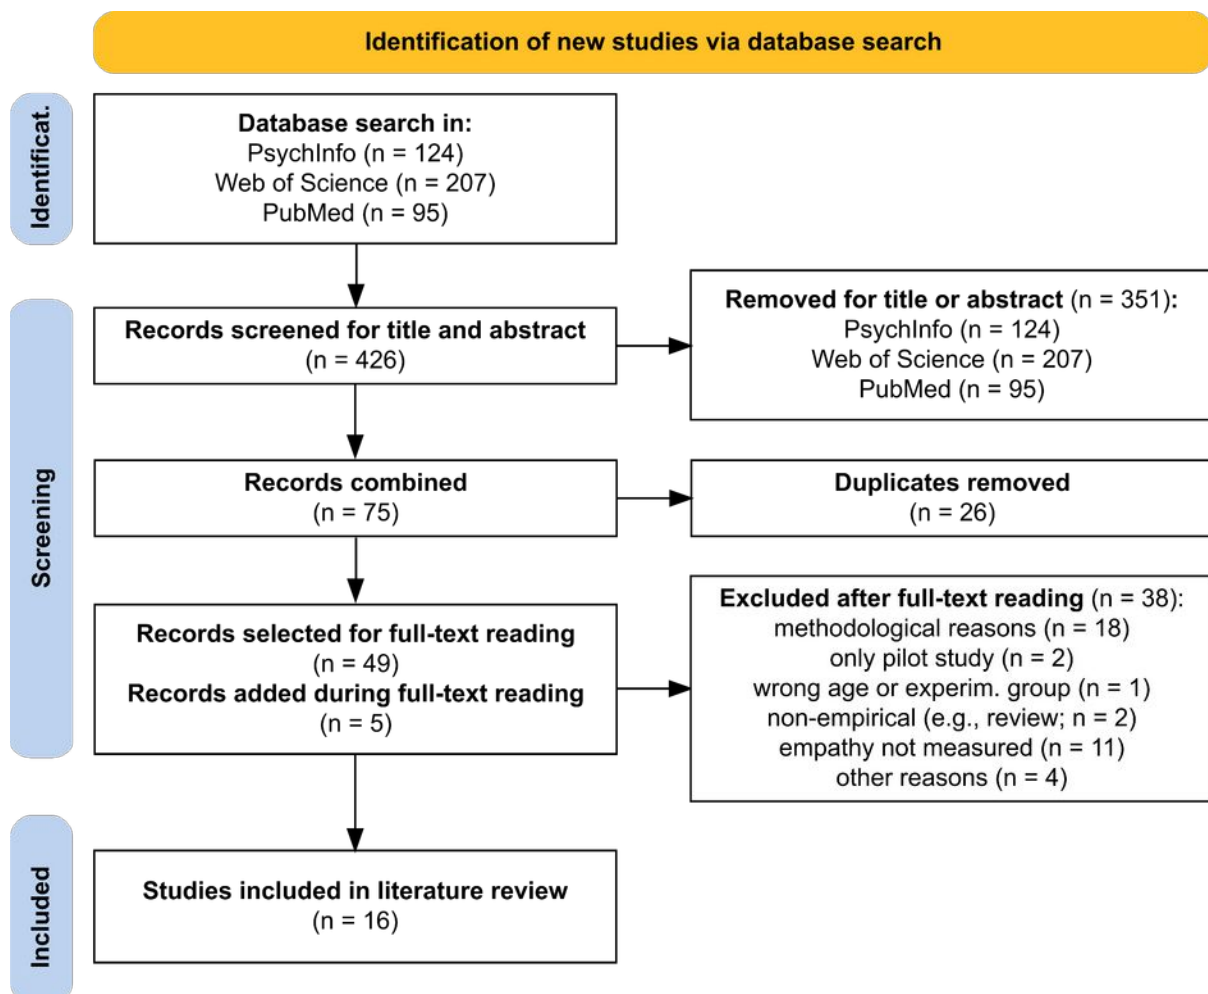 Identification of new studies via database search
Identificat.
Database search in:
PsychInfo (n = 124)
Web of Science (n = 207)
PubMed (n = 95)
Screening
Records screened for title and abstract
(n = 426)
Removed for title or abstract (n = 351):
PsychInfo (n = 124)
Web of Science (n = 207)
PubMed (n = 95)
Records combined
(n = 75)
Duplicates removed
(n = 26)
Records selected for full-text reading
(n = 49)
Records added during full-text reading
(n = 5)
Excluded after full-text reading (n = 38):
methodological reasons (n = 18)
only pilot study (n = 2)
wrong age or experim. group (n = 1)
non-empirical (e.g., review; n = 2)
empathy not measured (n = 11)
other reasons (n = 4)
Included
Studies included in literature review
(n = 16)